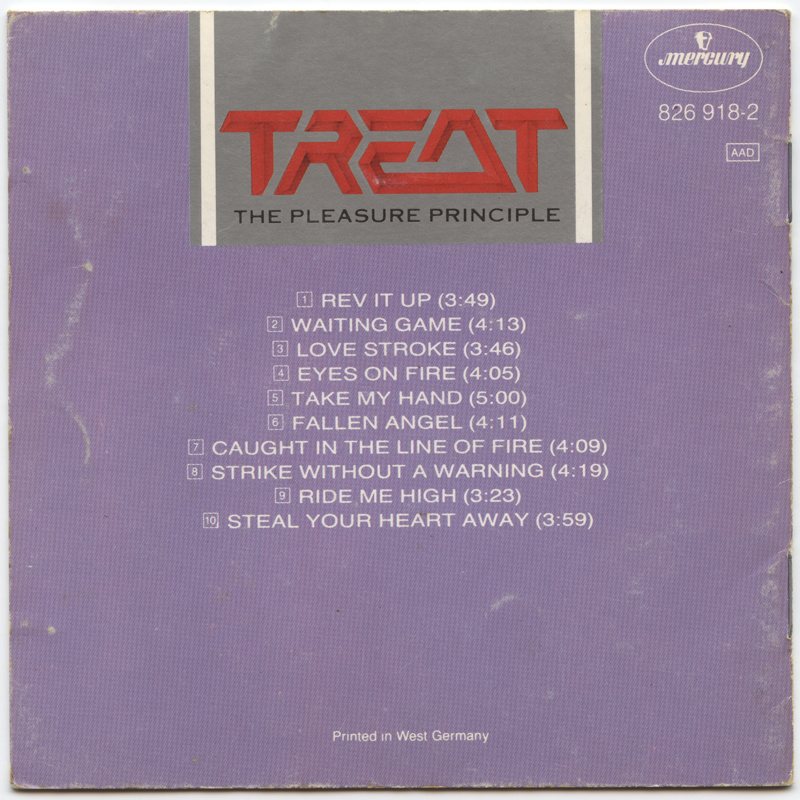 mercury
826 918-2
AAD
TREAT
THE PLEASURE PRINCIPLE
1 REV IT UP (3:49)
2 WAITING GAME (4:13)
3 LOVE STROKE (3:46)
4 EYES ON FIRE (4:05)
5 TAKE MY HAND (5:00)
6 FALLEN ANGEL (4:11)
7 CAUGHT IN THE LINE OF FIRE (4:09)
8 STRIKE WITHOUT A WARNING (4:19)
9 RIDE ME HIGH (3:23)
10 STEAL YOUR HEART AWAY (3:59)
Printed in West Germany